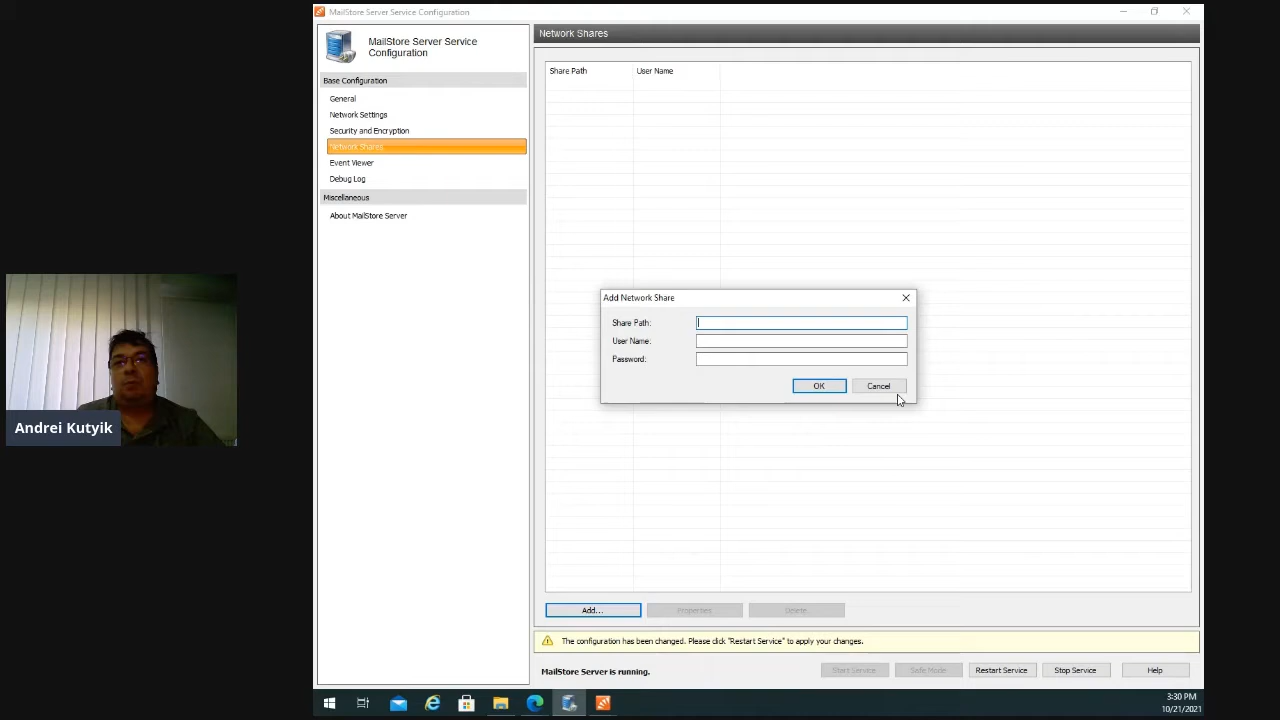 MailStore Server Service Configuration
MailStore Server Service
Configuration
Base Configuration
General
Network Settings
Security and Encryption
Network Shares
Event Viewer
Debug Log
Miscellaneous
About MailStore Server
Network Shares
Share Path
User Name
Add Network Share
Share Path:
User Name:
Password:
OK
Cancel
Add...
Properties
Delete
The configuration has been changed. Please click "Restart Service" to apply your changes.
MailStore Server is running.
Start Service
Safe Mode
Restart Service
Stop Service
Help
3:30 PM
10/21/2021
Andrei Kutyik